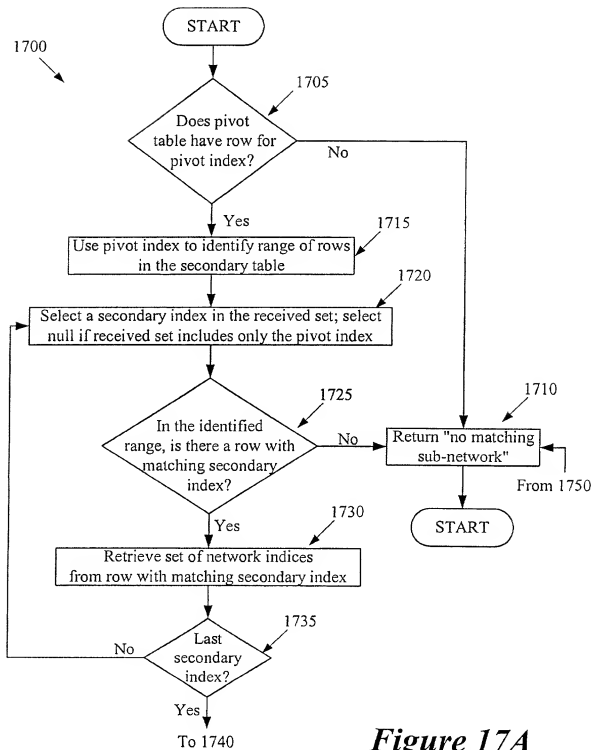 START
1700
1705
Does pivot
table have row for
pivot index?
No
Yes
1715
Use pivot index to identify range of rows
in the secondary table
1720
Select a secondary index in the received set; select
null if received set includes only the pivot index
1725
In the identified
range, is there a row with
matching secondary
index?
No
1710
Return "no matching
sub-network"
From 1750
START
Yes
1730
Retrieve set of network indices
from row with matching secondary index
1735
Last
secondary
index?
No
Yes
To 1740
Figure 17A